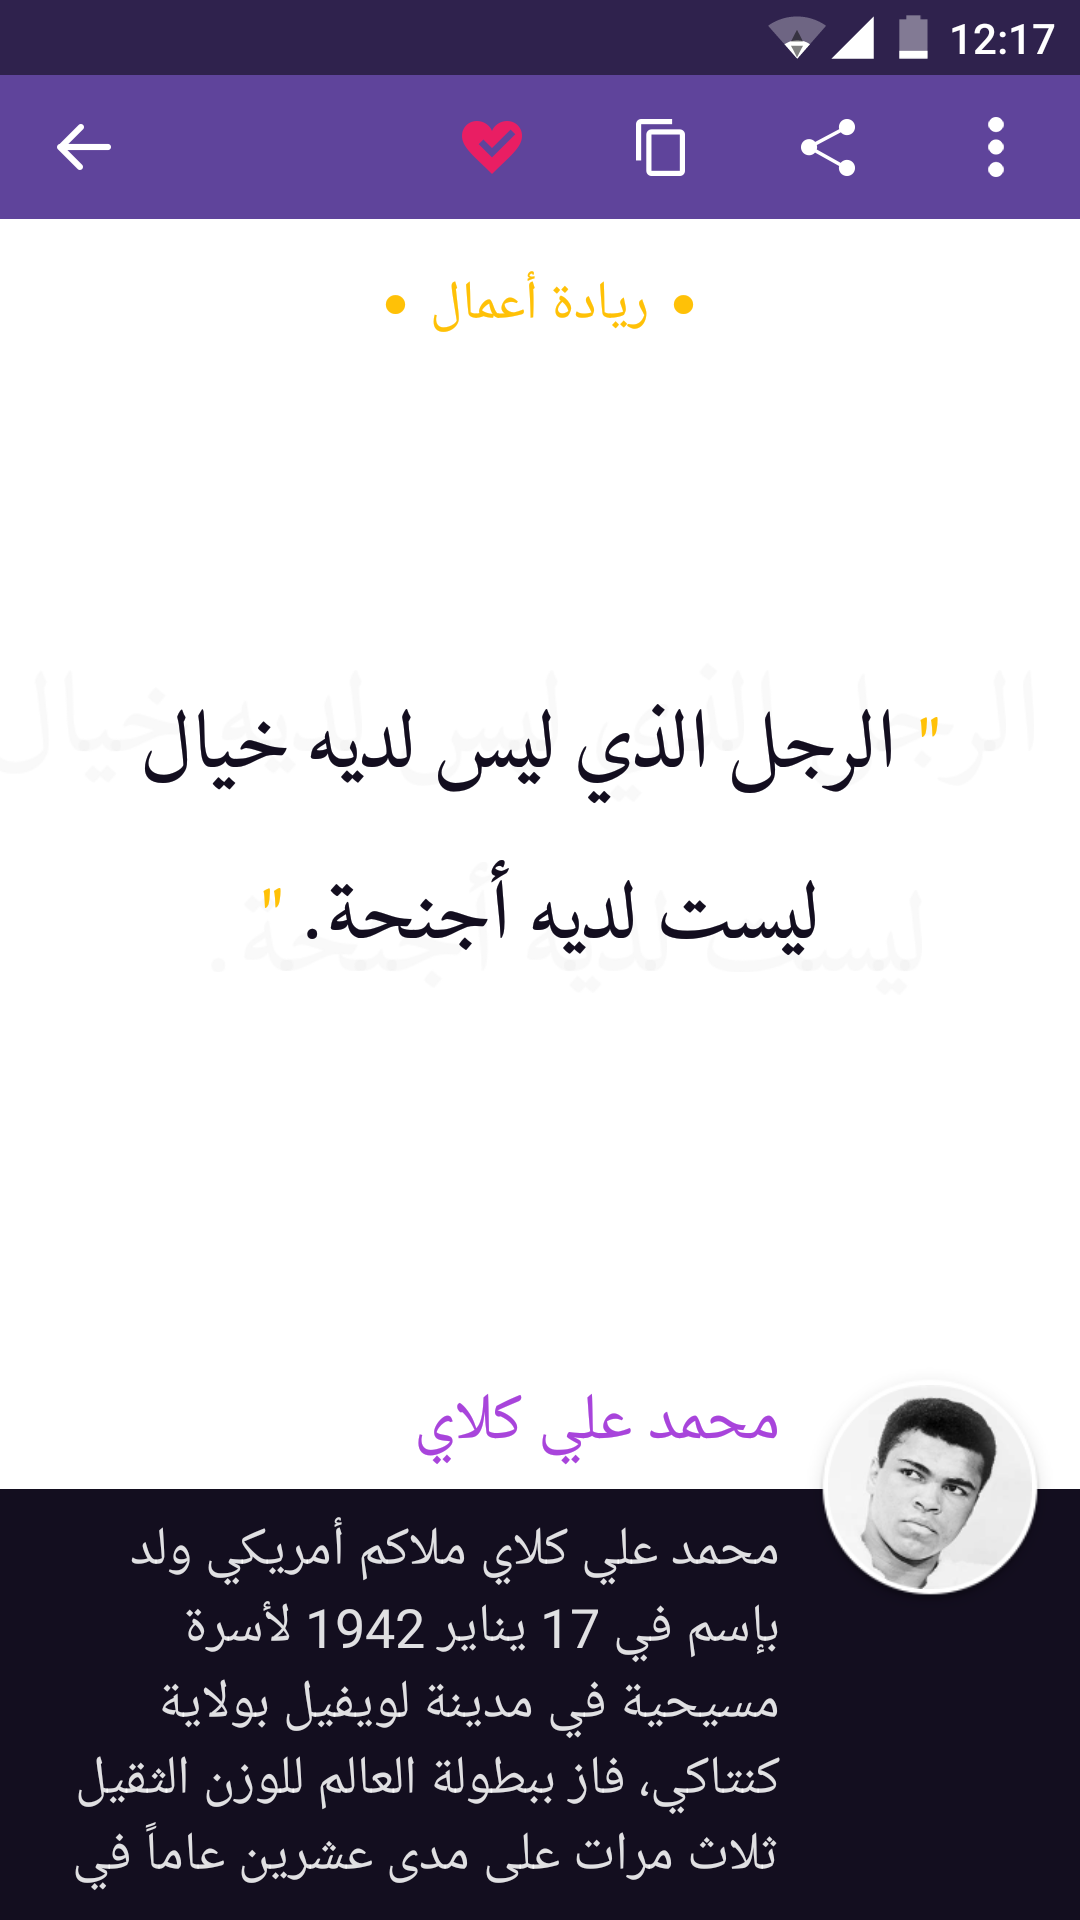 12:17
• ريادة أعمال •
" الرجل الذي ليس لديه خيال
ليست لديه أجنحة. "
محمد علي كلاي
محمد علي كلاي ملاكم أمريكي ولد
بإسم في 17 يناير 1942 لأسرة
مسيحية في مدينة لويفيل بولاية
كنتاكي، فاز ببطولة العالم للوزن الثقيل
ثلاث مرات على مدى عشرين عاماً في